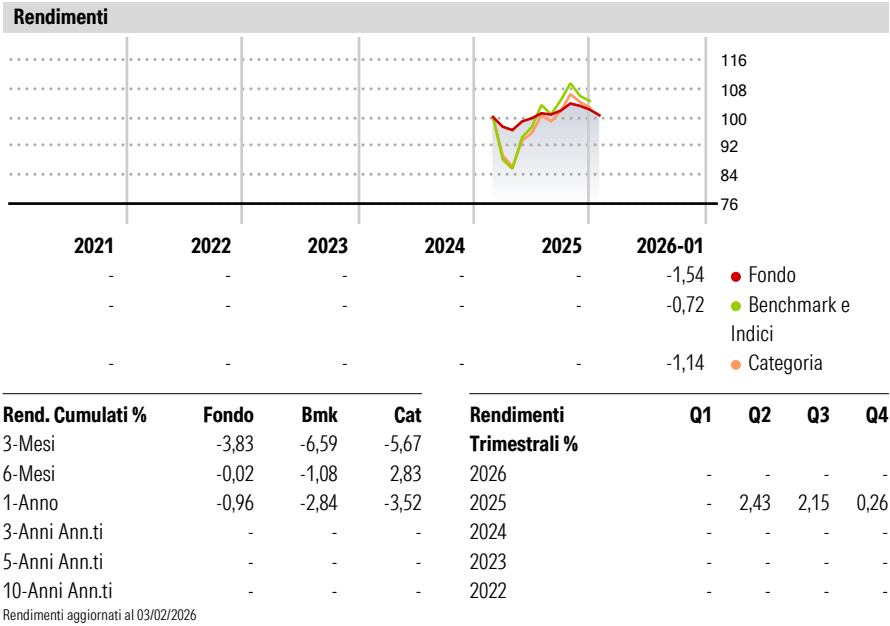 Rendimenti
116
108
100
92
84
76
2021 2022 2023 2024 2025 2026-01
- - - - - -1,54 Fondo
- - - - - -0,72 Benchmark e
Indici
- - - - - -1,14 Categoria
Rend. Cumulati % Fondo Bmk Cat
3-Mesi -3,83 -6,59 -5,67
6-Mesi -0,02 -1,08 2,83
1-Anno -0,96 -2,84 -3,52
3-Anni Ann.ti - - -
5-Anni Ann.ti - - -
10-Anni Ann.ti - - -
Rendimenti Q1 Q2 Q3 Q4
Trimestrali %
2026 - - - -
2025 - 2,43 2,15 0,26
2024 - - - -
2023 - - - -
2022 - - - -
Rendimenti aggiornati al 03/02/2026